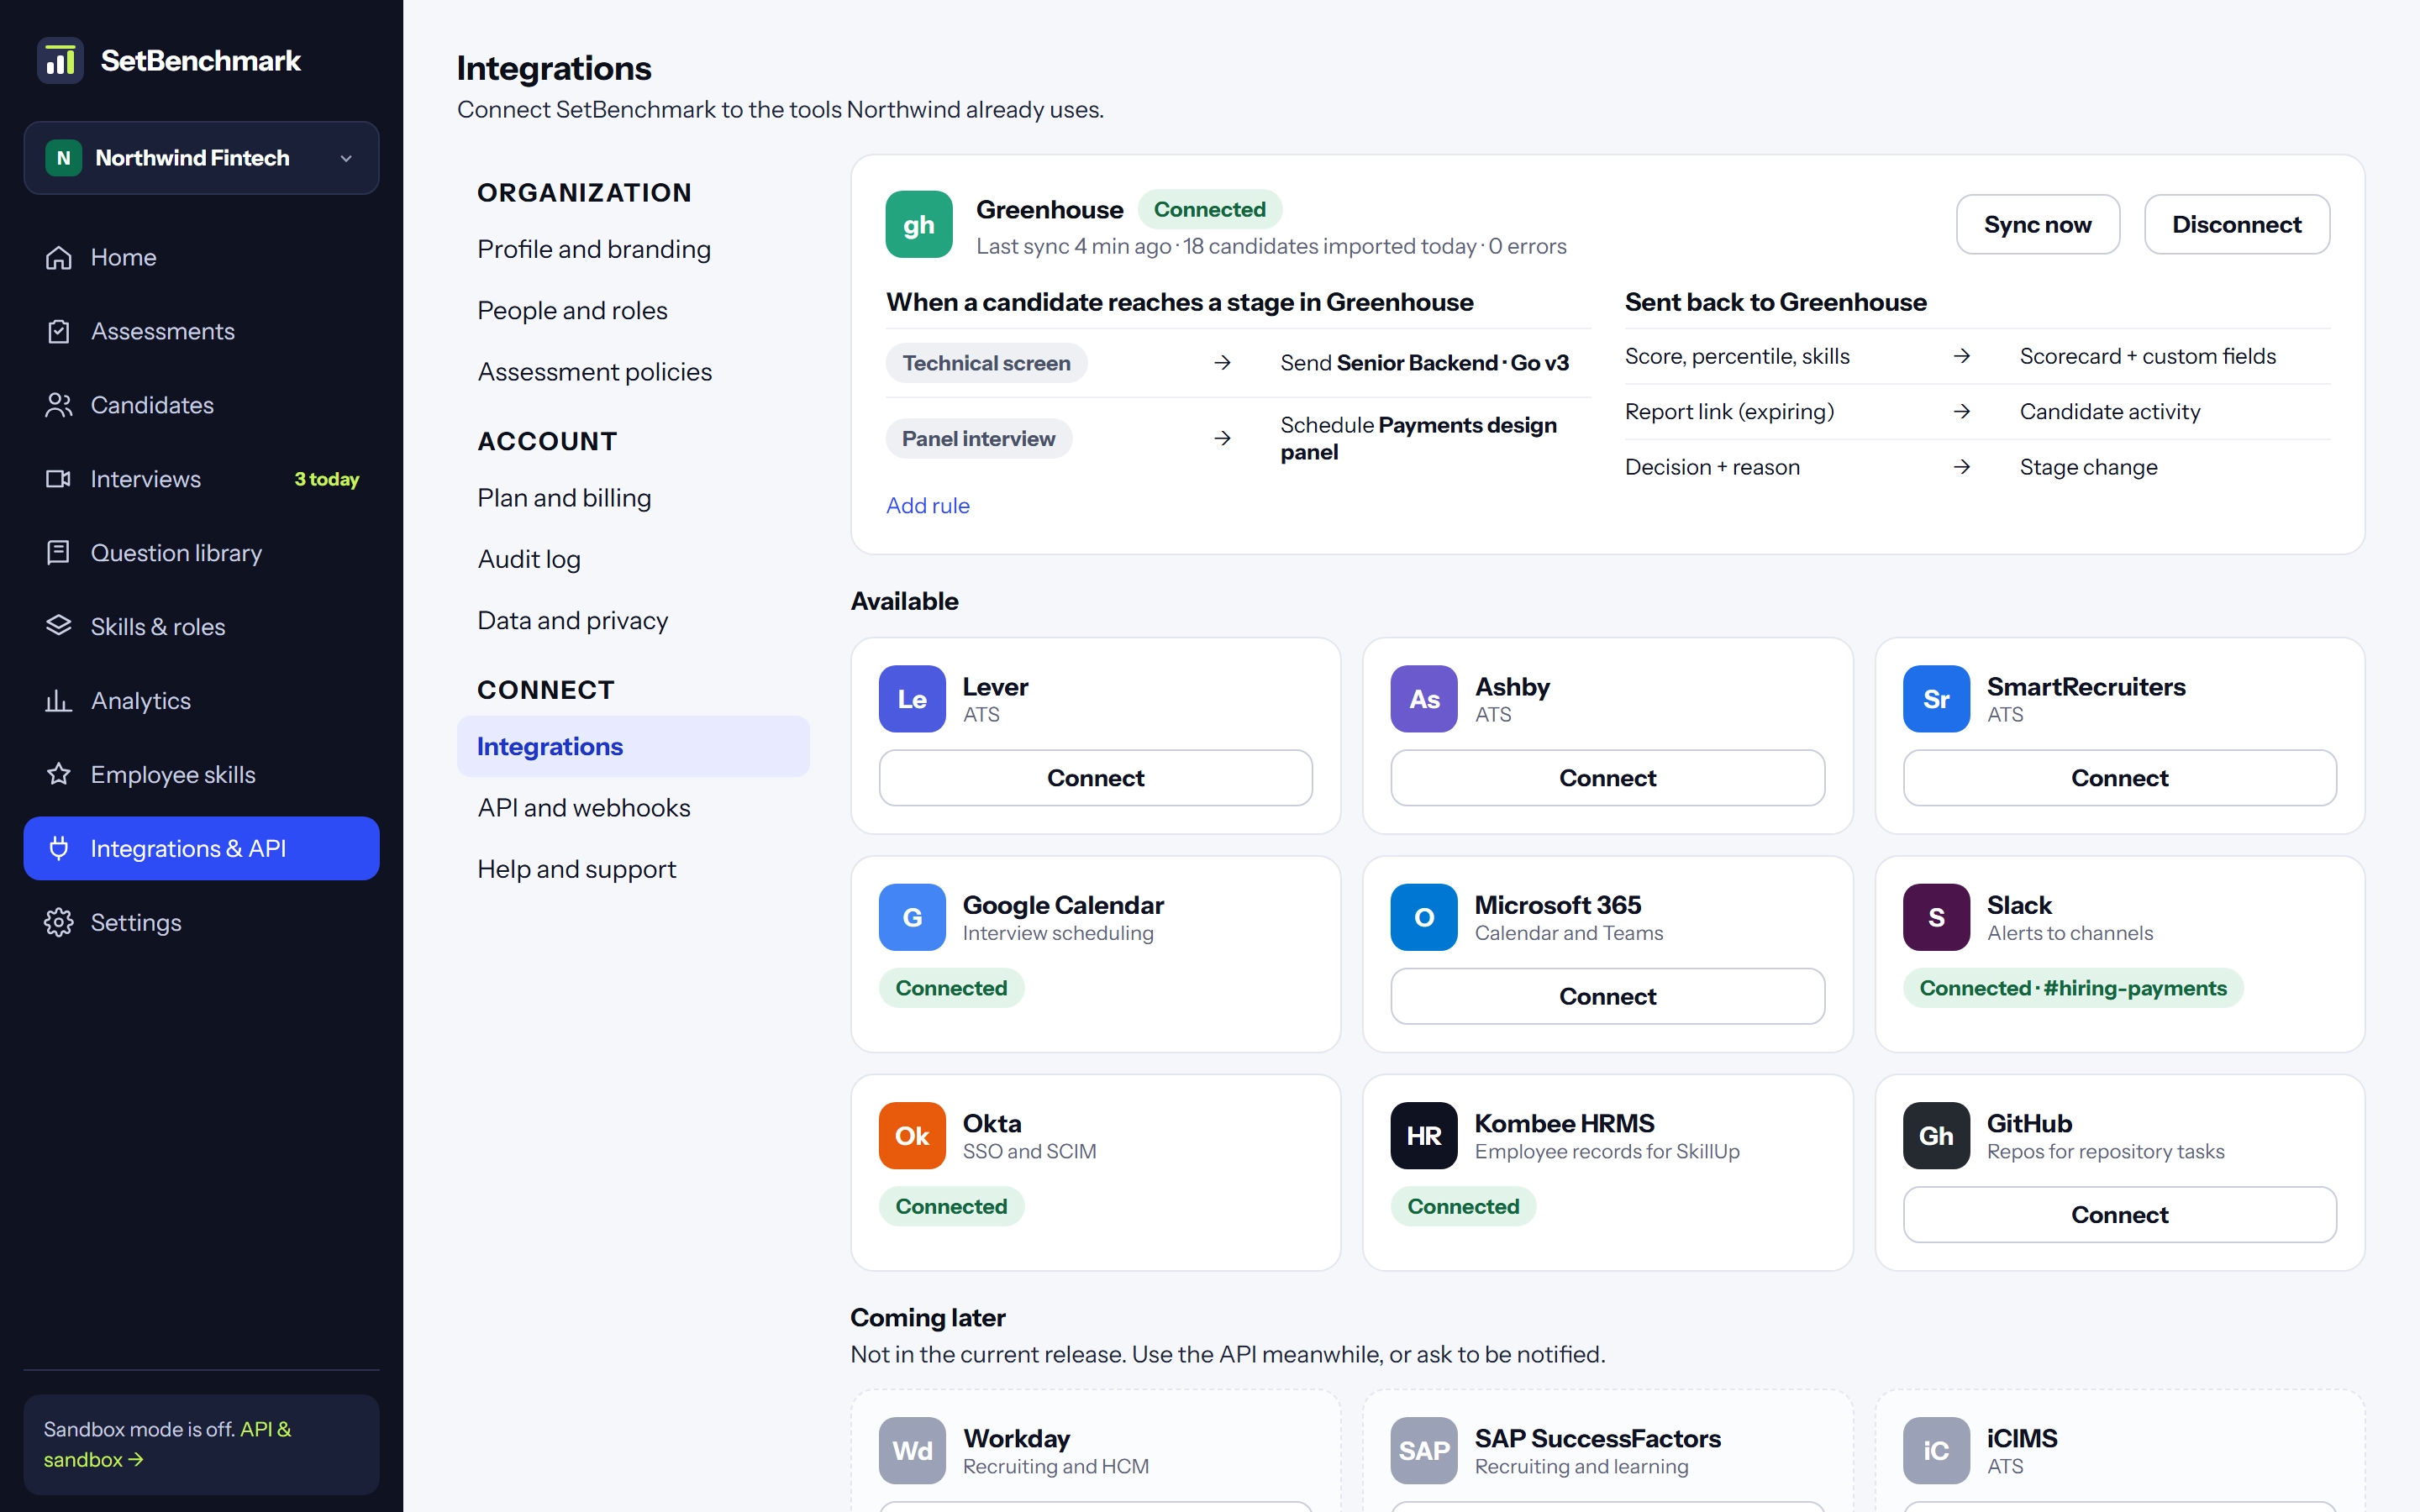 SetBenchmark
N Northwind Fintech
Home
Assessments
Candidates
Interviews 3 today
Question library
Skills & roles
Analytics
Employee skills
Integrations & API
Settings
Sandbox mode is off. API &
sandbox →
Integrations
Connect SetBenchmark to the tools Northwind already uses.
ORGANIZATION
Profile and branding
People and roles
Assessment policies
ACCOUNT
Plan and billing
Audit log
Data and privacy
CONNECT
Integrations
API and webhooks
Help and support
gh Greenhouse Connected
Last sync 4 min ago · 18 candidates imported today · 0 errors
Sync now Disconnect
When a candidate reaches a stage in Greenhouse
Technical screen → Send Senior Backend · Go v3
Panel interview → Schedule Payments design
panel
Add rule
Sent back to Greenhouse
Score, percentile, skills → Scorecard + custom fields
Report link (expiring) → Candidate activity
Decision + reason → Stage change
Available
Le Lever
ATS
Connect
As Ashby
ATS
Connect
Sr SmartRecruiters
ATS
Connect
G Google Calendar
Interview scheduling
Connected
O Microsoft 365
Calendar and Teams
Connect
S Slack
Alerts to channels
Connected · #hiring-payments
Ok Okta
SSO and SCIM
Connected
HR Kombee HRMS
Employee records for SkillUp
Connected
Gh GitHub
Repos for repository tasks
Connect
Coming later
Not in the current release. Use the API meanwhile, or ask to be notified.
Wd Workday
Recruiting and HCM
SAP SAP SuccessFactors
Recruiting and learning
iC iCIMS
ATS